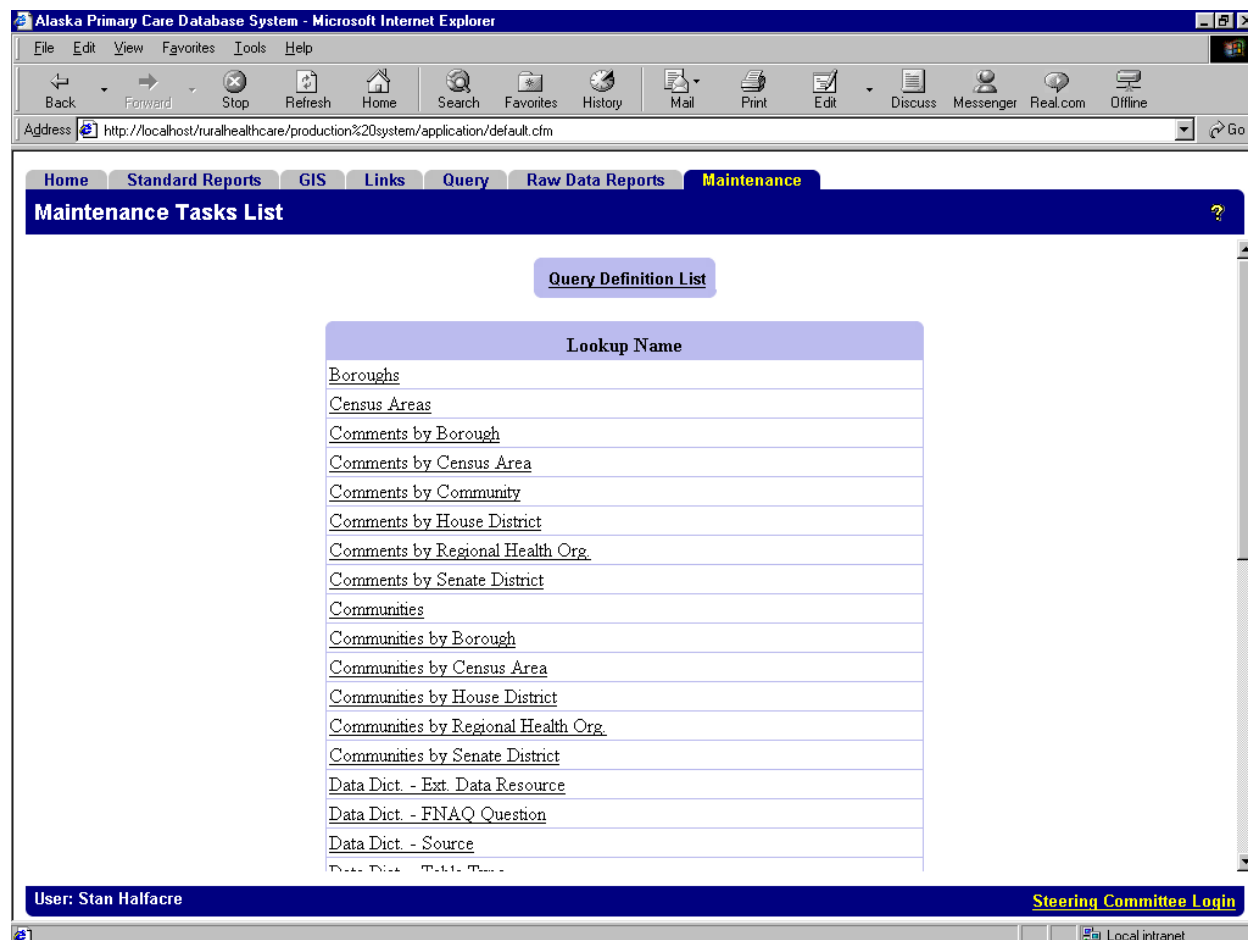 Alaska Primary Care Database System - Microsoft Internet Explorer
File Edit View Favorites Tools Help
Back Forward Stop Refresh Home Search Favorites History Mail Print Edit Discuss Messenger Real.com Offline
Address http://localhost/ruralhealthcare/production%20system/application/default.cfm Go
Home Standard Reports GIS Links Query Raw Data Reports Maintenance
Maintenance Tasks List ?
Query Definition List
Lookup Name
Boroughs
Census Areas
Comments by Borough
Comments by Census Area
Comments by Community
Comments by House District
Comments by Regional Health Org.
Comments by Senate District
Communities
Communities by Borough
Communities by Census Area
Communities by House District
Communities by Regional Health Org.
Communities by Senate District
Data Dict. - Ext. Data Resource
Data Dict. - FNAQ Question
Data Dict. - Source
Data Dict. - Table Type
User: Stan Halfacre Steering Committee Login
Local intranet